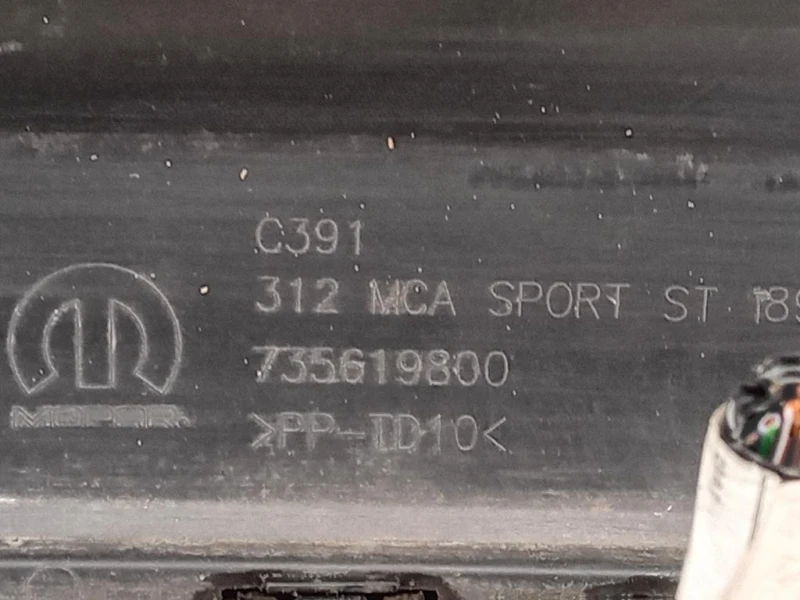 C391
312 MCA SPORT ST
735619800
>PP-TD10<
MOPAR